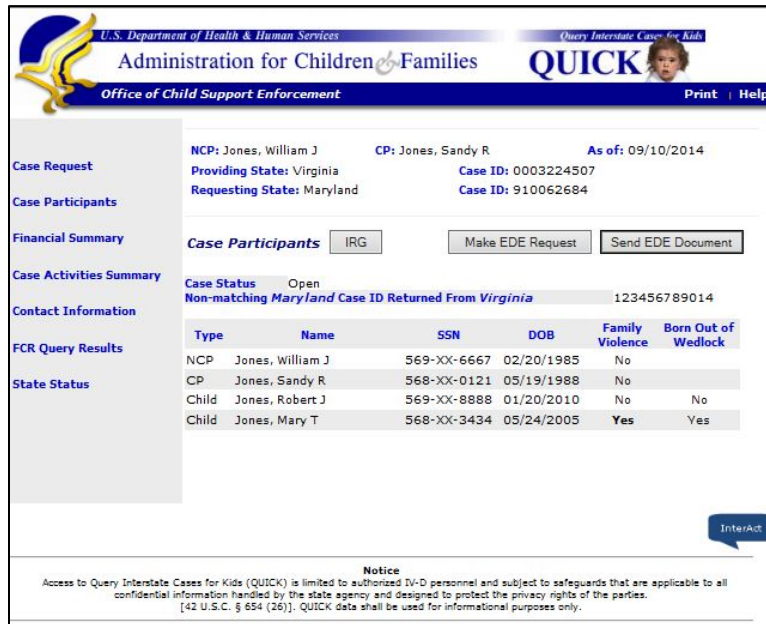 U.S. Department of Health & Human Services
Query Interstate Cases for Kids
Administration for Children & Families
QUICK
Office of Child Support Enforcement
Print | Help
NCP: Jones, William J CP: Jones, Sandy R As of: 09/10/2014
Providing State: Virginia Case ID: 0003224507
Requesting State: Maryland Case ID: 910062684
Case Request
Case Participants
Financial Summary
Case Activities Summary
Contact Information
FCR Query Results
State Status
Case Participants IRG Make EDE Request Send EDE Document
Case Status Open
Non-matching Maryland Case ID Returned From Virginia 123456789014
Type Name SSN DOB Family Violence Born Out of Wedlock
NCP Jones, William J 569-XX-6667 02/20/1985 No
CP Jones, Sandy R 568-XX-0121 05/19/1988 No
Child Jones, Robert J 569-XX-8888 01/20/2010 No No
Child Jones, Mary T 568-XX-3434 05/24/2005 Yes Yes
InterAct
Notice
Access to Query Interstate Cases for Kids (QUICK) is limited to authorized IV-D personnel and subject to safeguards that are applicable to all
confidential information handled by the state agency and designed to protect the privacy rights of the parties.
[42 U.S.C. § 654 (26)]. QUICK data shall be used for informational purposes only.